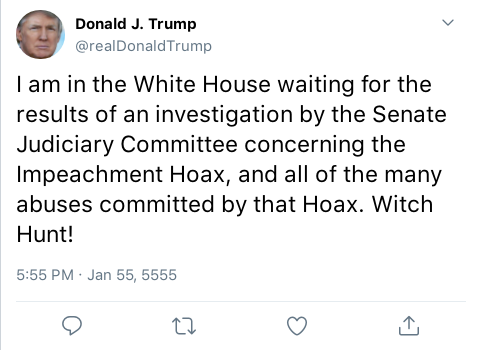 Donald J. Trump
@realDonaldTrump
I am in the White House waiting for the
results of an investigation by the Senate
Judiciary Committee concerning the
Impeachment Hoax, and all of the many
abuses committed by that Hoax. Witch
Hunt!
5:55 PM · Jan 55, 5555